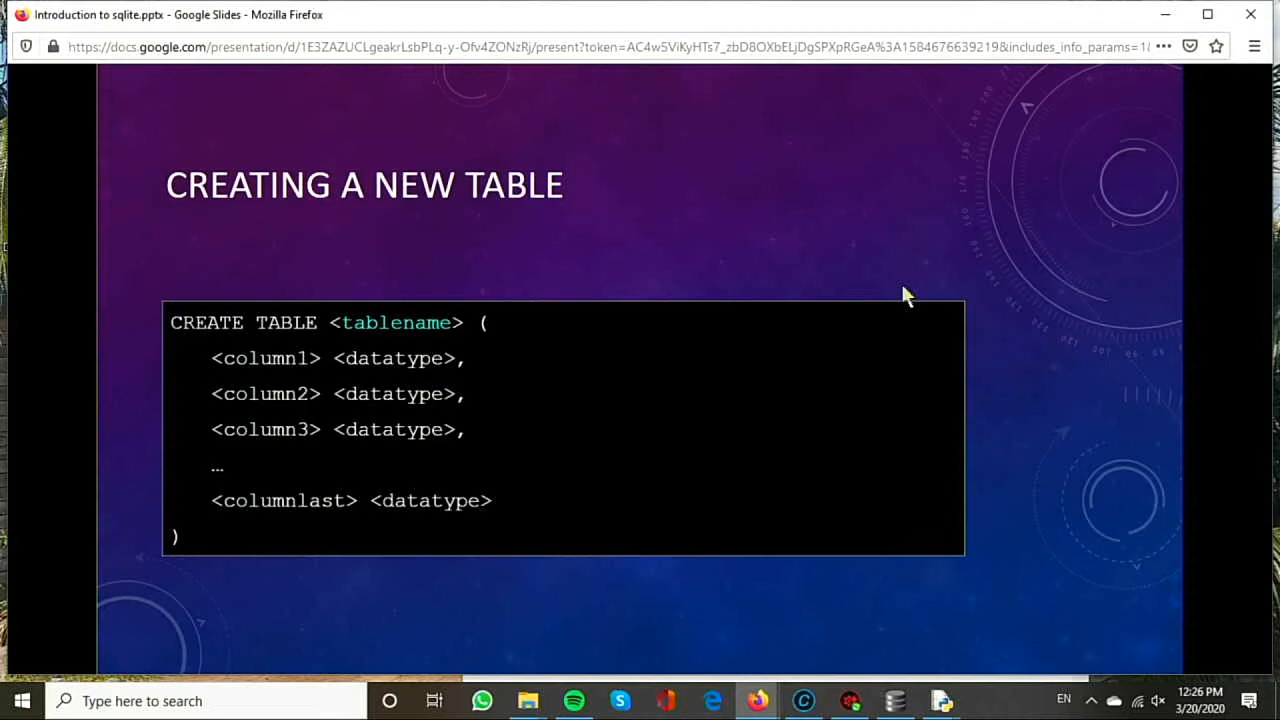 Introduction to sqlite.pptx - Google Slides - Mozilla Firefox
https://docs.google.com/presentation/d/1E3ZAZUCLgeakrLsbPLq-y-Ofv4ZONzRj/present?token=AC4w5ViKyHTs7_zbD8OXbELjDgSPXpRGeA%3A1584676639219&includes_info_params=1&
CREATING A NEW TABLE
CREATE TABLE <tablename> (
<column1> <datatype>,
<column2> <datatype>,
<column3> <datatype>,
…
<columnlast> <datatype>
)
Type here to search
EN
12:26 PM
3/20/2020